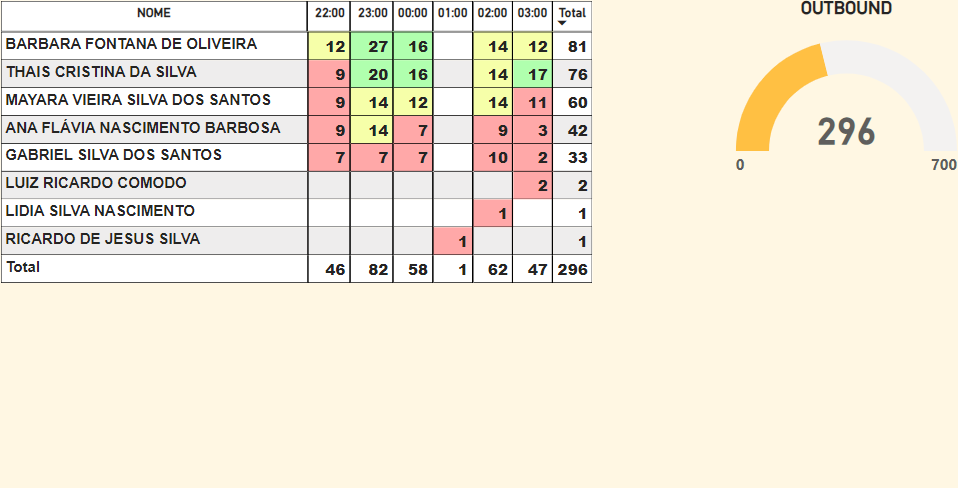 NOME 22:00 23:00 00:00 01:00 02:00 03:00 Total
BARBARA FONTANA DE OLIVEIRA 12 27 16 14 12 81
THAIS CRISTINA DA SILVA 9 20 16 14 17 76
MAYARA VIEIRA SILVA DOS SANTOS 9 14 12 14 11 60
ANA FLÁVIA NASCIMENTO BARBOSA 9 14 7 9 3 42
GABRIEL SILVA DOS SANTOS 7 7 7 10 2 33
LUIZ RICARDO COMODO 2 2
LIDIA SILVA NASCIMENTO 1 1
RICARDO DE JESUS SILVA 1 1
Total 46 82 58 1 62 47 296
OUTBOUND
296
0 700